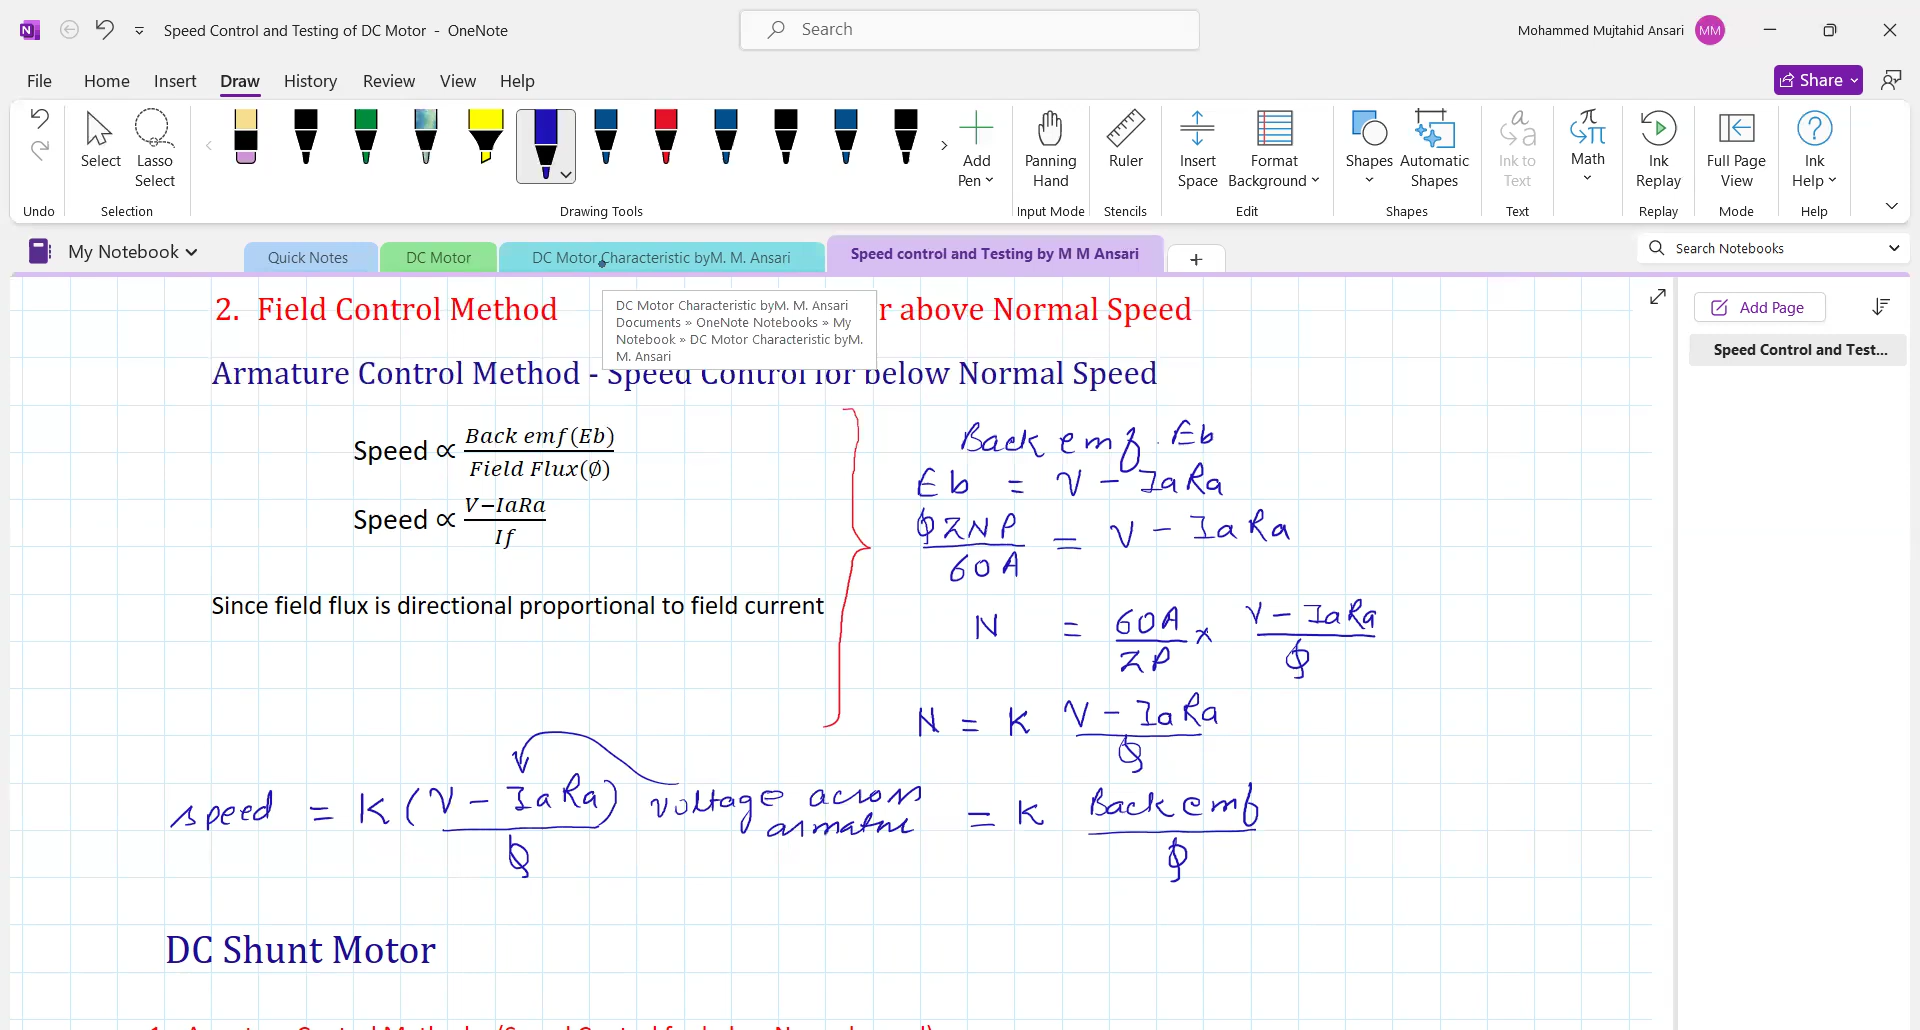 Speed Control and Testing of DC Motor - OneNote
Search
Mohammed Mujtahid Ansari MM
File Home Insert Draw History Review View Help
Share
Select
Lasso Select
Add Pen
Panning Hand
Ruler
Insert Space
Format Background
Shapes
Automatic Shapes
Ink to Text
Math
Ink Replay
Full Page View
Ink Help
Undo Selection Drawing Tools Input Mode Stencils Edit Shapes Text Replay Mode Help
My Notebook Quick Notes DC Motor DC Motor Characteristic byM. M. Ansari Speed control and Testing by M M Ansari + Search Notebooks
2. Field Control Method r above Normal Speed
DC Motor Characteristic byM. M. Ansari
Documents » OneNote Notebooks » My
Notebook » DC Motor Characteristic byM.
M. Ansari
Add Page
Speed Control and Test...
Armature Control Method - Speed Control for below Normal Speed
Speed ∝ Back emf(Eb) / Field Flux(∅)
Speed ∝ V−IaRa / If
Since field flux is directional proportional to field current
Back emf. Eb
Eb = V - IaRa
ϕZNP / 60A = V - IaRa
N = 60A / ZP × V - IaRa / ϕ
N = K V - IaRa / ϕ
speed = K (V - IaRa) / ϕ voltage across armature = K Back emf / ϕ
DC Shunt Motor